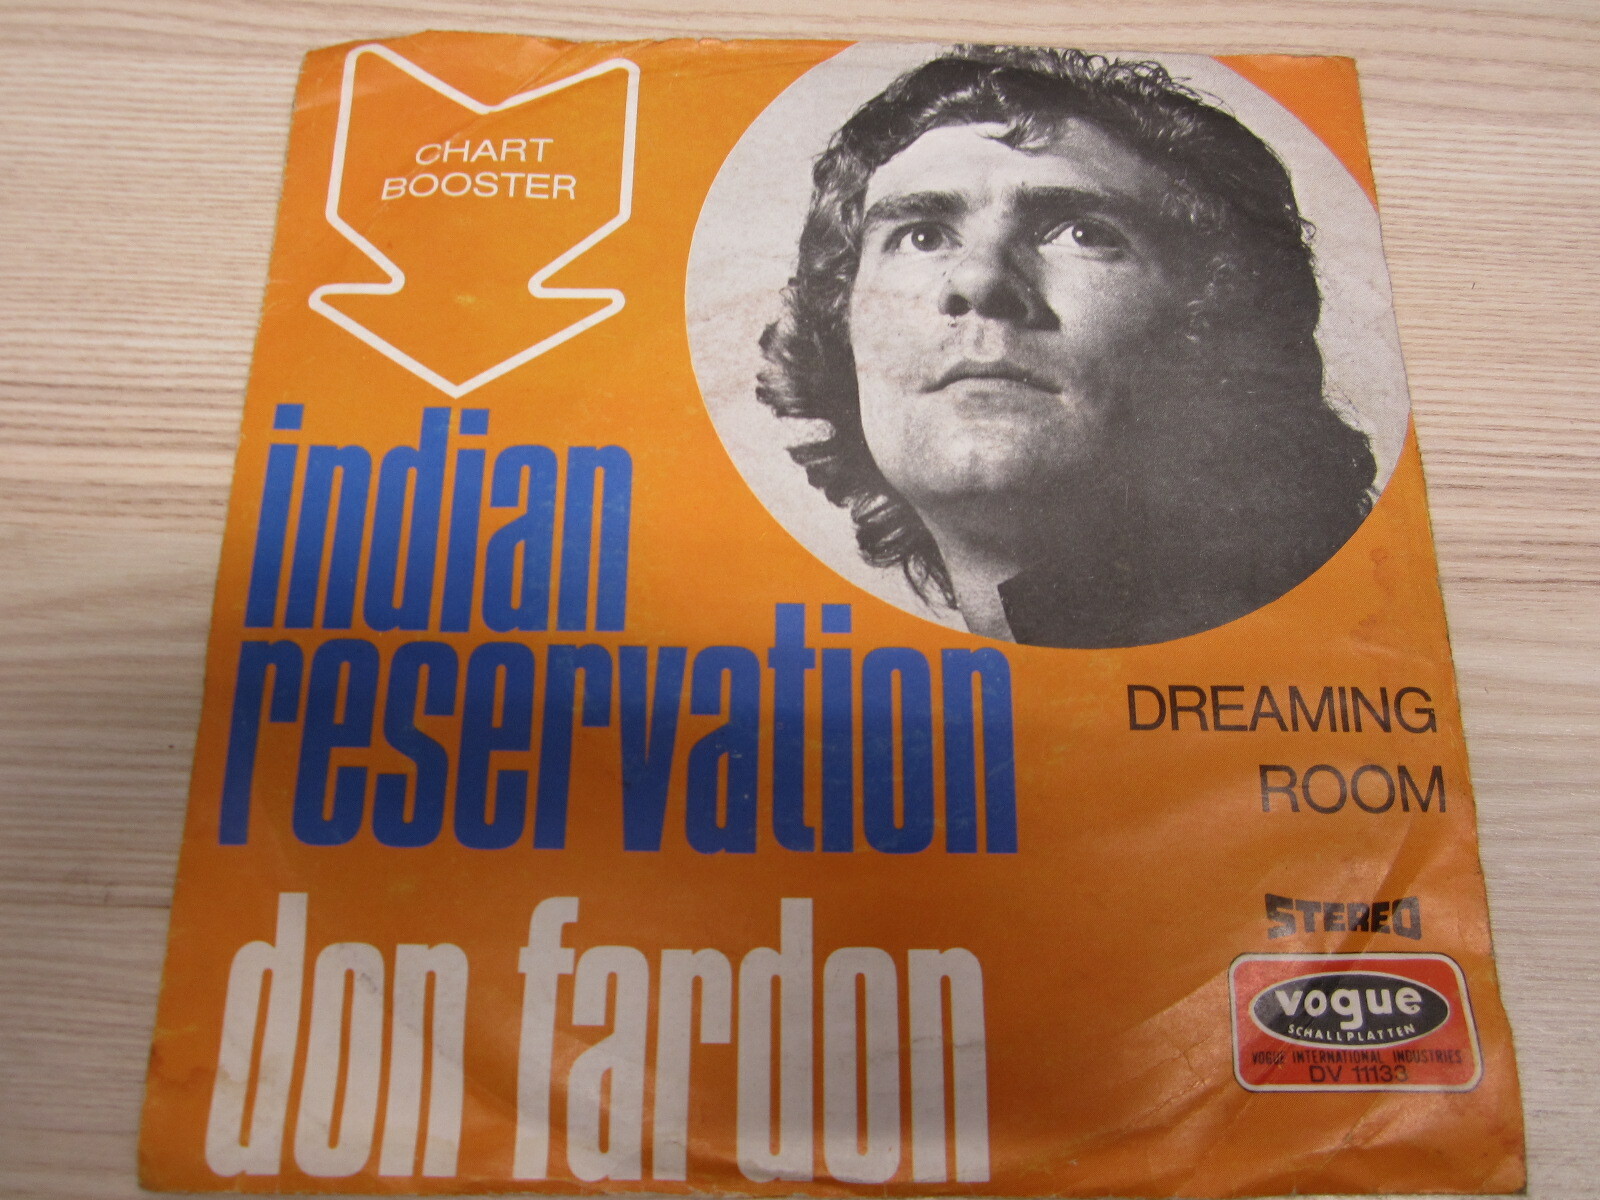 CHART
BOOSTER
indian
reservation
DREAMING
ROOM
don fardon
STEREO
vogue
SCHALLPLATTEN
VOGUE INTERNATIONAL INDUSTRIES
DV 11133